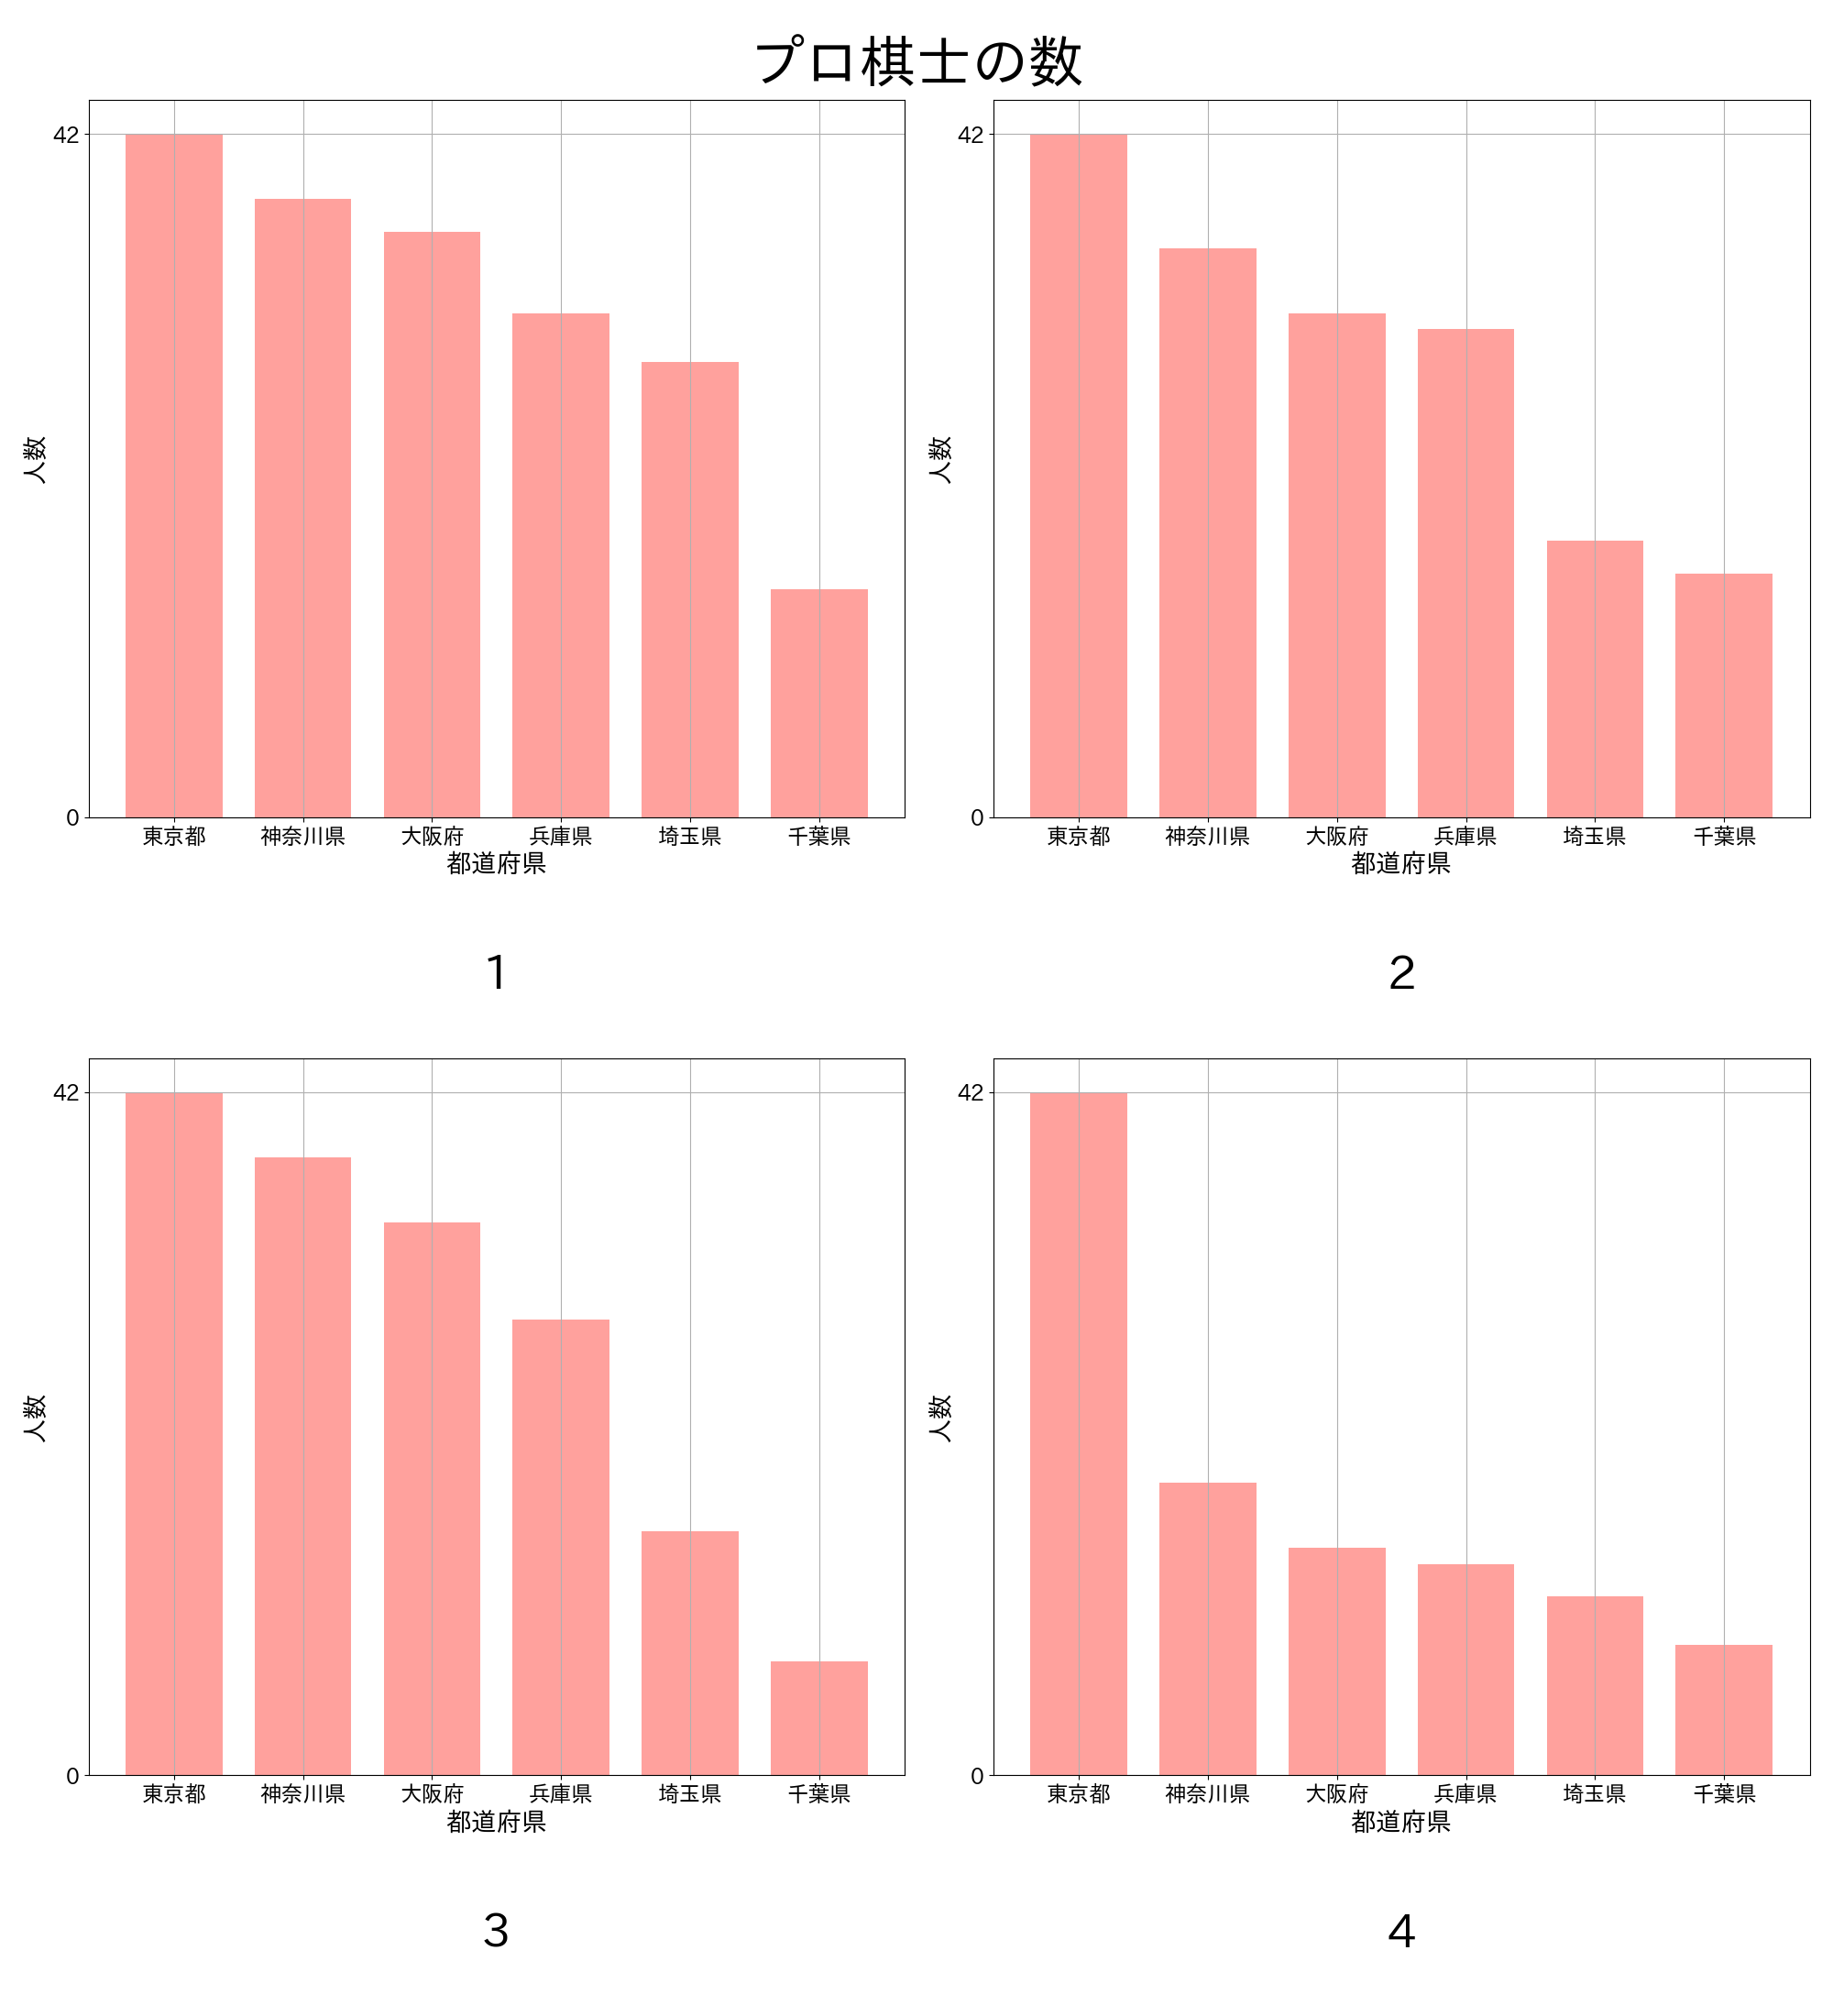 プロ棋士の数
42
0
人数
東京都 神奈川県 大阪府 兵庫県 埼玉県 千葉県
都道府県
1
42
0
人数
東京都 神奈川県 大阪府 兵庫県 埼玉県 千葉県
都道府県
2
42
0
人数
東京都 神奈川県 大阪府 兵庫県 埼玉県 千葉県
都道府県
3
42
0
人数
東京都 神奈川県 大阪府 兵庫県 埼玉県 千葉県
都道府県
4